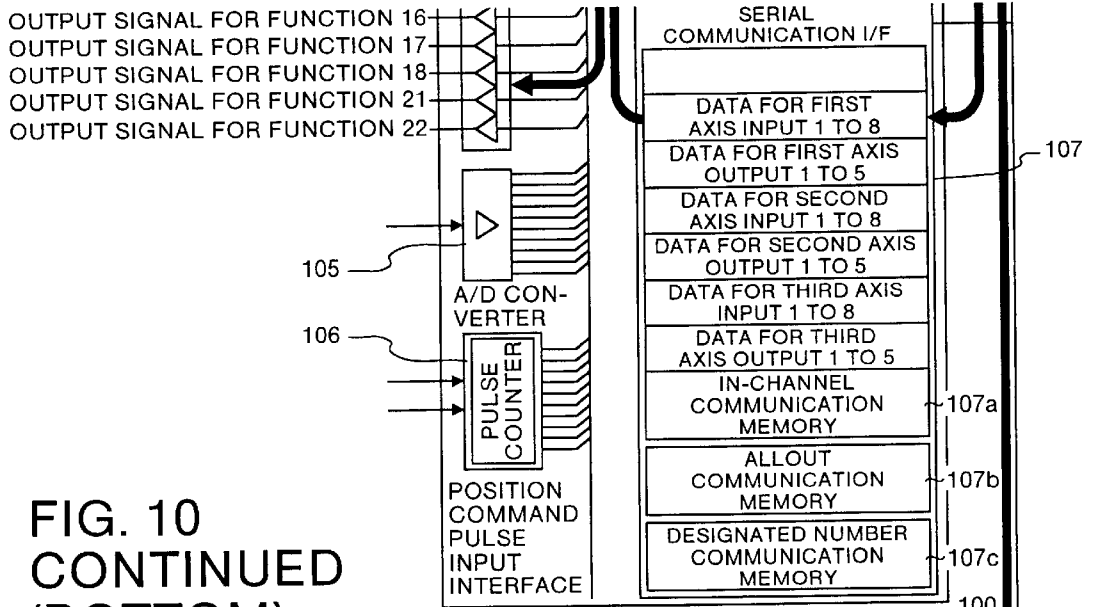 OUTPUT SIGNAL FOR FUNCTION 16
OUTPUT SIGNAL FOR FUNCTION 17
OUTPUT SIGNAL FOR FUNCTION 18
OUTPUT SIGNAL FOR FUNCTION 21
OUTPUT SIGNAL FOR FUNCTION 22
105
A/D CON-
VERTER
106
PULSE
COUNTER
POSITION
COMMAND
PULSE
INPUT
INTERFACE
SERIAL
COMMUNICATION I/F
DATA FOR FIRST
AXIS INPUT 1 TO 8
DATA FOR FIRST AXIS
OUTPUT 1 TO 5
DATA FOR SECOND
AXIS INPUT 1 TO 8
DATA FOR SECOND AXIS
OUTPUT 1 TO 5
DATA FOR THIRD AXIS
INPUT 1 TO 8
DATA FOR THIRD
AXIS OUTPUT 1 TO 5
IN-CHANNEL
COMMUNICATION
MEMORY
ALLOUT
COMMUNICATION
MEMORY
DESIGNATED NUMBER
COMMUNICATION
MEMORY
107
107a
107b
107c
100
FIG. 10
CONTINUED
(BOTTOM)